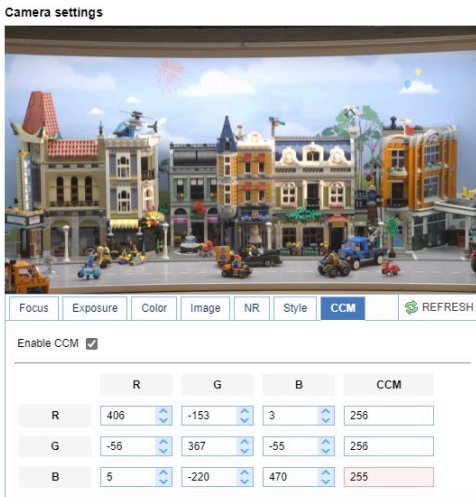 Camera settings
Focus Exposure Color Image NR Style CCM REFRESH
Enable CCM
R G B CCM
R 406 -153 3 256
G -56 367 -55 256
B 5 -220 470 255